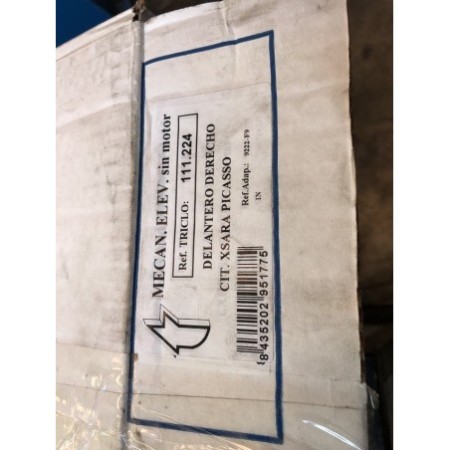 MECAN. ELEV. sin motor
Ref. TRICLO: 111.224
DELANTERO DERECHO
CIT. XSARA PICASSO
Ref.Adap.: 9222-F9
IN
8 435202 951775